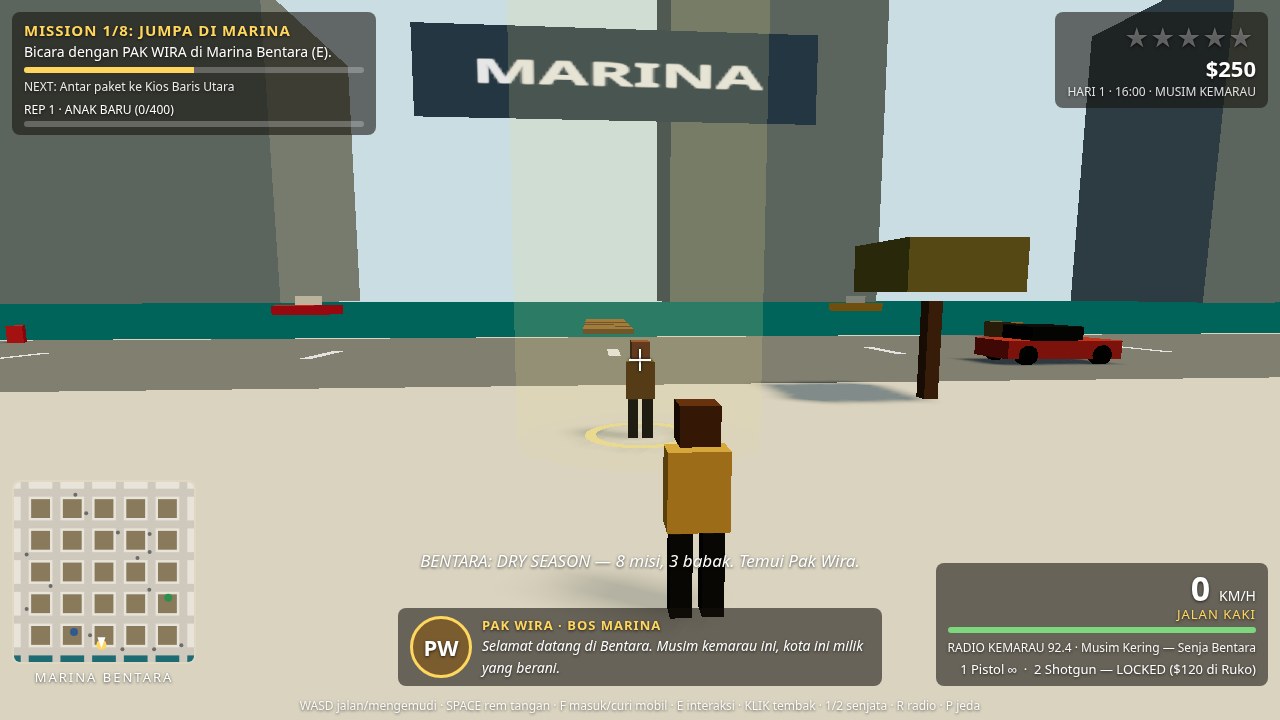 MISSION 1/8: JUMPA DI MARINA
Bicara dengan PAK WIRA di Marina Bentara (E).
NEXT: Antar paket ke Kios Baris Utara
REP 1 · ANAK BARU (0/400)
MARINA
★★★★★
$250
HARI 1 · 16:00 · MUSIM KEMARAU
BENTARA: DRY SEASON — 8 misi, 3 babak. Temui Pak Wira.
PW
PAK WIRA · BOS MARINA
Selamat datang di Bentara. Musim kemarau ini, kota ini milik
yang berani.
MARINA BENTARA
0 KM/H
JALAN KAKI
RADIO KEMARAU 92.4 · Musim Kering — Senja Bentara
1 Pistol ∞ · 2 Shotgun — LOCKED ($120 di Ruko)
WASD jalan/mengemudi · SPACE rem tangan · F masuk/curi mobil · E interaksi · KLIK tembak · 1/2 senjata · R radio · P jeda